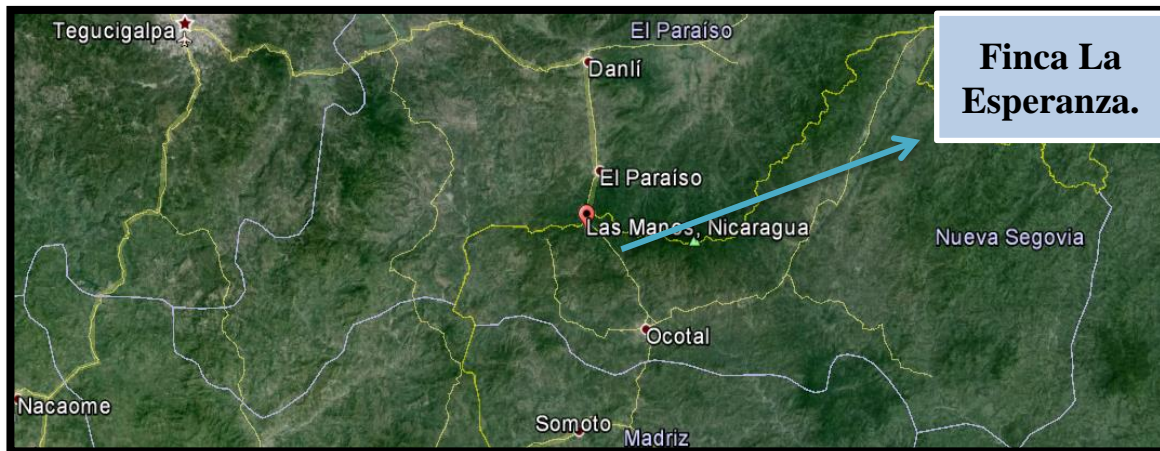 Tegucigalpa
El Paraíso
Danlí
Finca La
Esperanza.
El Paraíso
Las Manos, Nicaragua
Nueva Segovia
Ocotal
Nacaome
Somoto
Madriz